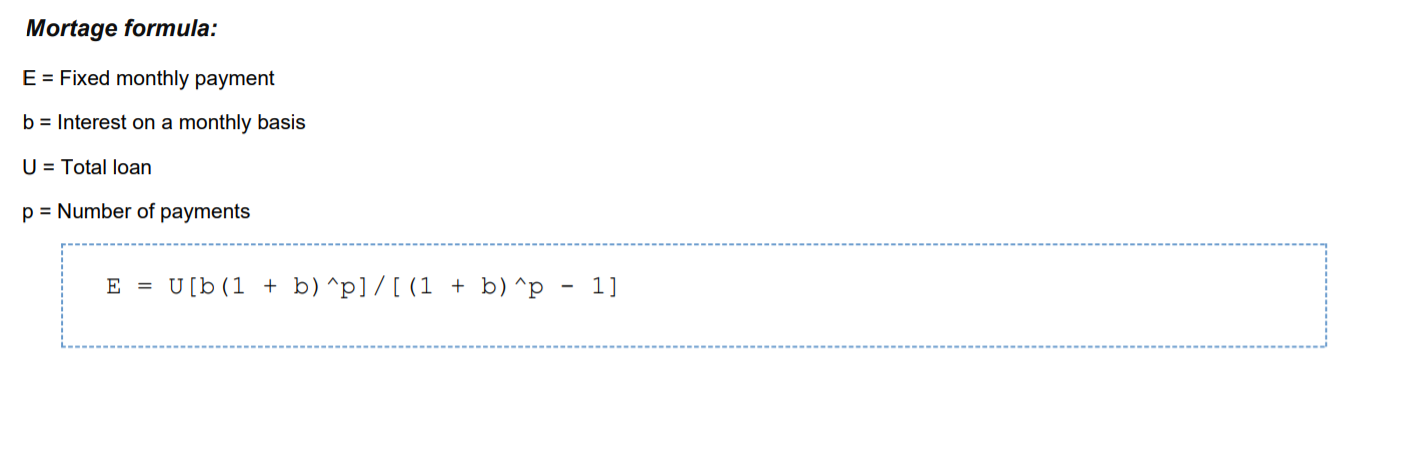 Mortage formula:
E = Fixed monthly payment
b = Interest on a monthly basis
U = Total loan
p = Number of payments
E = U[b(1 + b)^p]/[(1 + b)^p - 1]